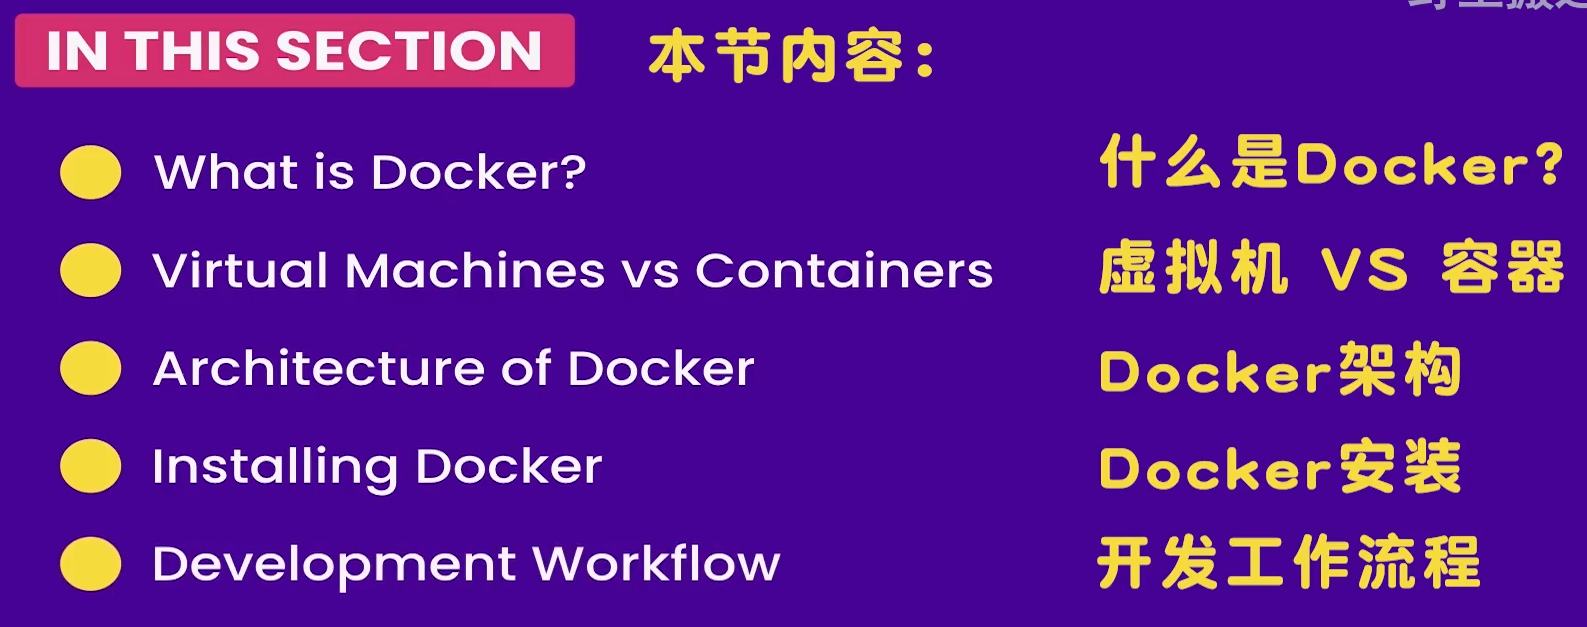 IN THIS SECTION 本节内容:
What is Docker? 什么是Docker?
Virtual Machines vs Containers 虚拟机 VS 容器
Architecture of Docker Docker架构
Installing Docker Docker安装
Development Workflow 开发工作流程